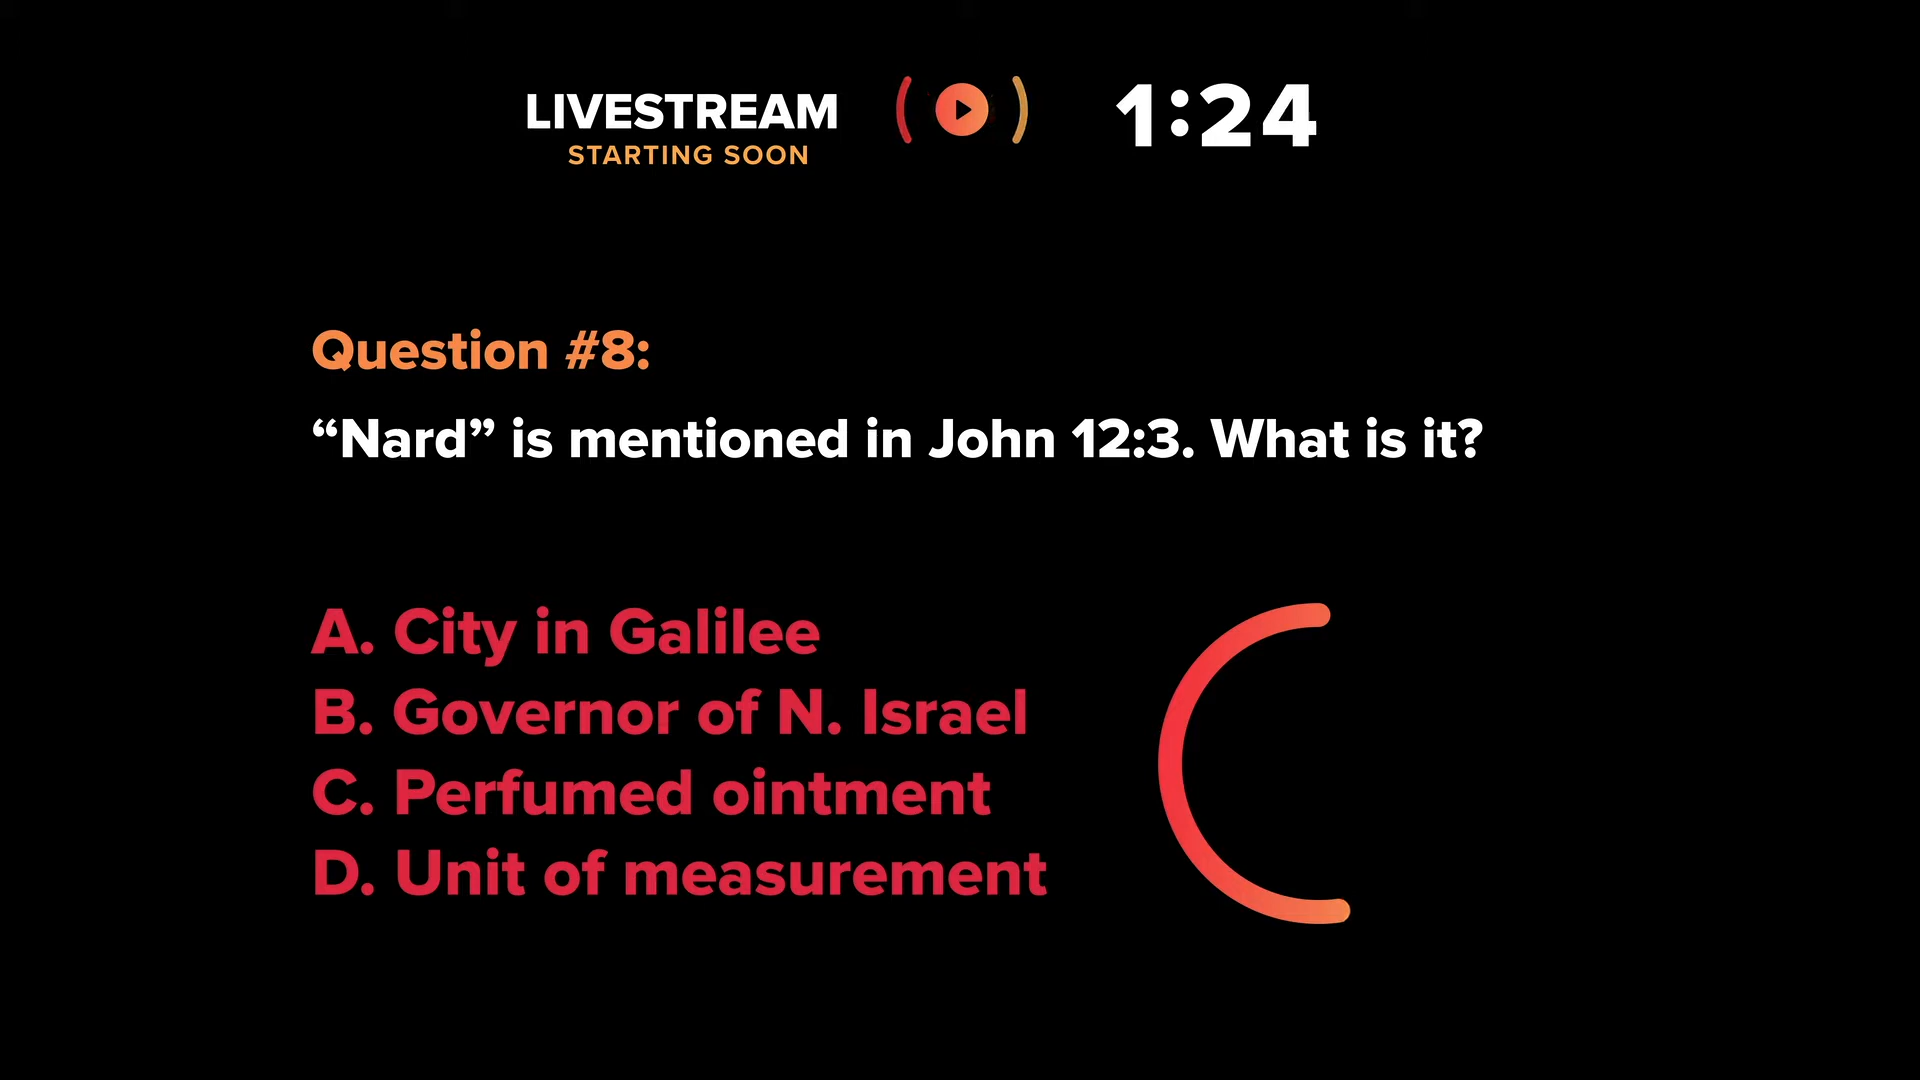 LIVESTREAM
STARTING SOON
1:24
Question #8:
“Nard” is mentioned in John 12:3. What is it?
A. City in Galilee
B. Governor of N. Israel
C. Perfumed ointment
D. Unit of measurement